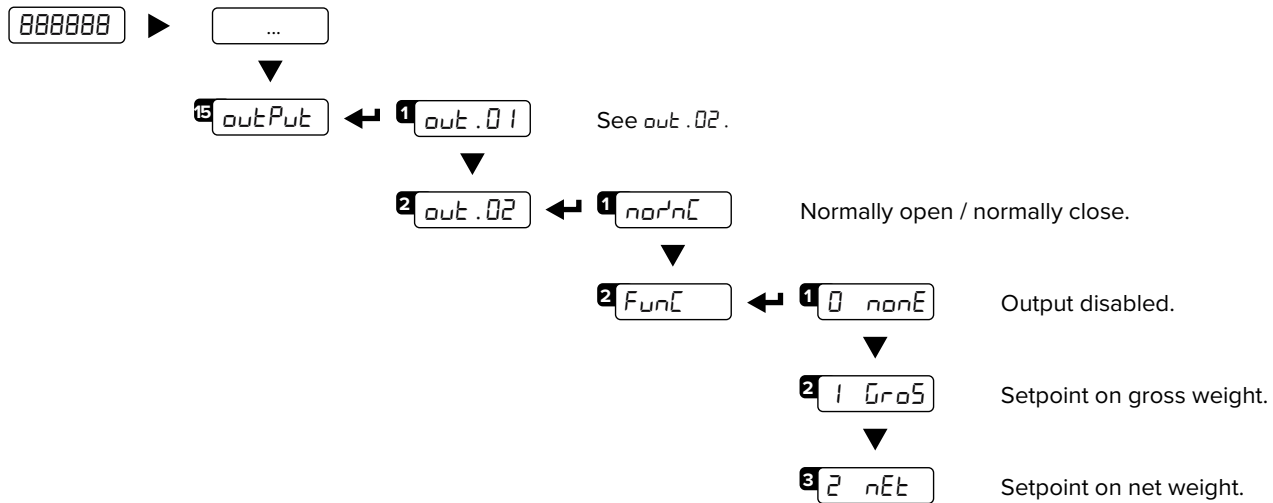 888888
...
15 outPut
1 out.01 See out.02.
2 out.02
1 no/nC Normally open / normally close.
2 FunC
1 0 nonE Output disabled.
2 1 GroS Setpoint on gross weight.
3 2 nEt Setpoint on net weight.